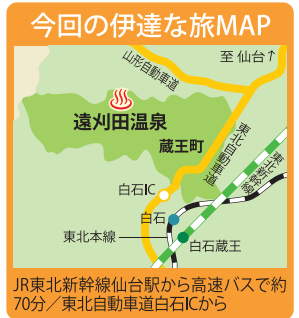 今回の伊達な旅MAP
至 仙台↑
山形自動車道
遠刈田温泉
蔵王町
東北自動車道
東北新幹線
白石IC
白石
東北本線
白石蔵王
JR東北新幹線仙台駅から高速バスで約
70分／東北自動車道白石ICから